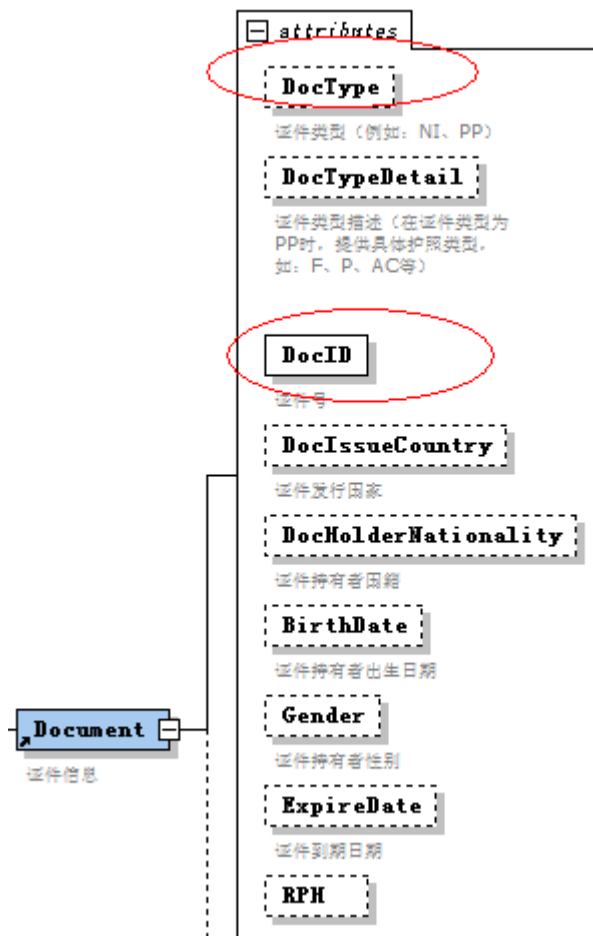 attributes
DocType
证件类型（例如：NI、PP）
DocTypeDetail
证件类型描述（在证件类型为
PP时，提供具体护照类型，
如：F、P、AC等）
DocID
证件号
DocIssueCountry
证件发行国家
DocHolderNationality
证件持有者国籍
BirthDate
证件持有者出生日期
Gender
证件持有者性别
Document
证件信息
ExpireDate
证件到期日期
RPH